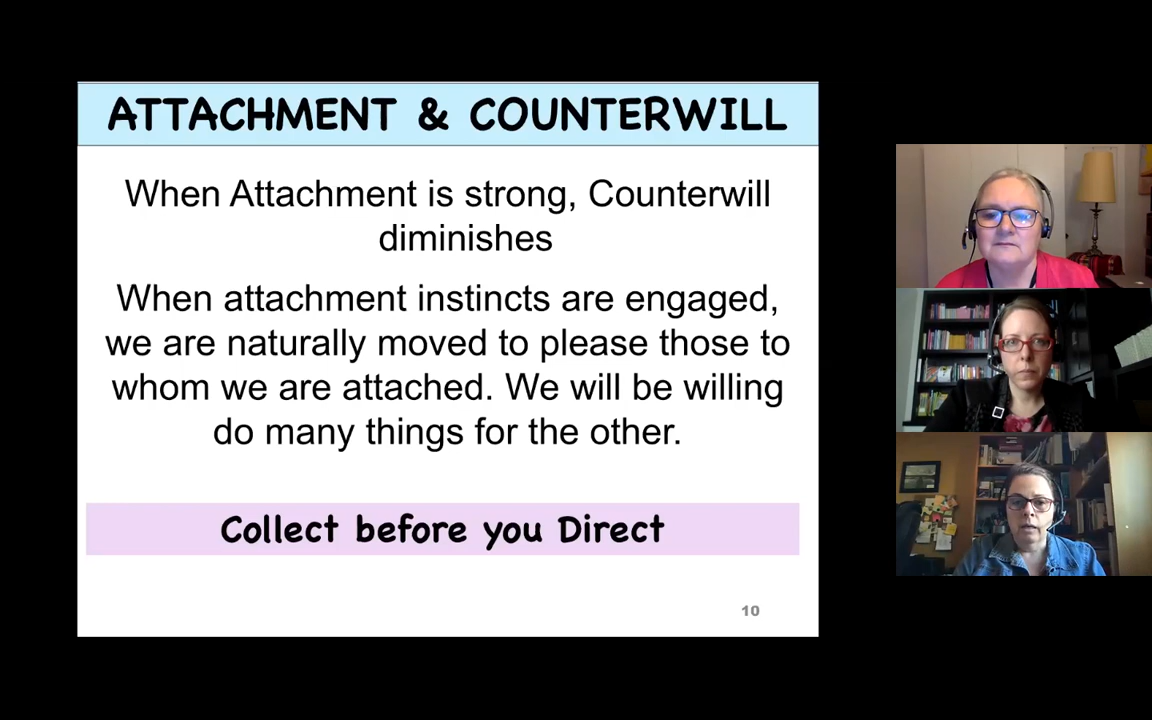 ATTACHMENT & COUNTERWILL
When Attachment is strong, Counterwill
diminishes
When attachment instincts are engaged,
we are naturally moved to please those to
whom we are attached. We will be willing
do many things for the other.
Collect before you Direct
10